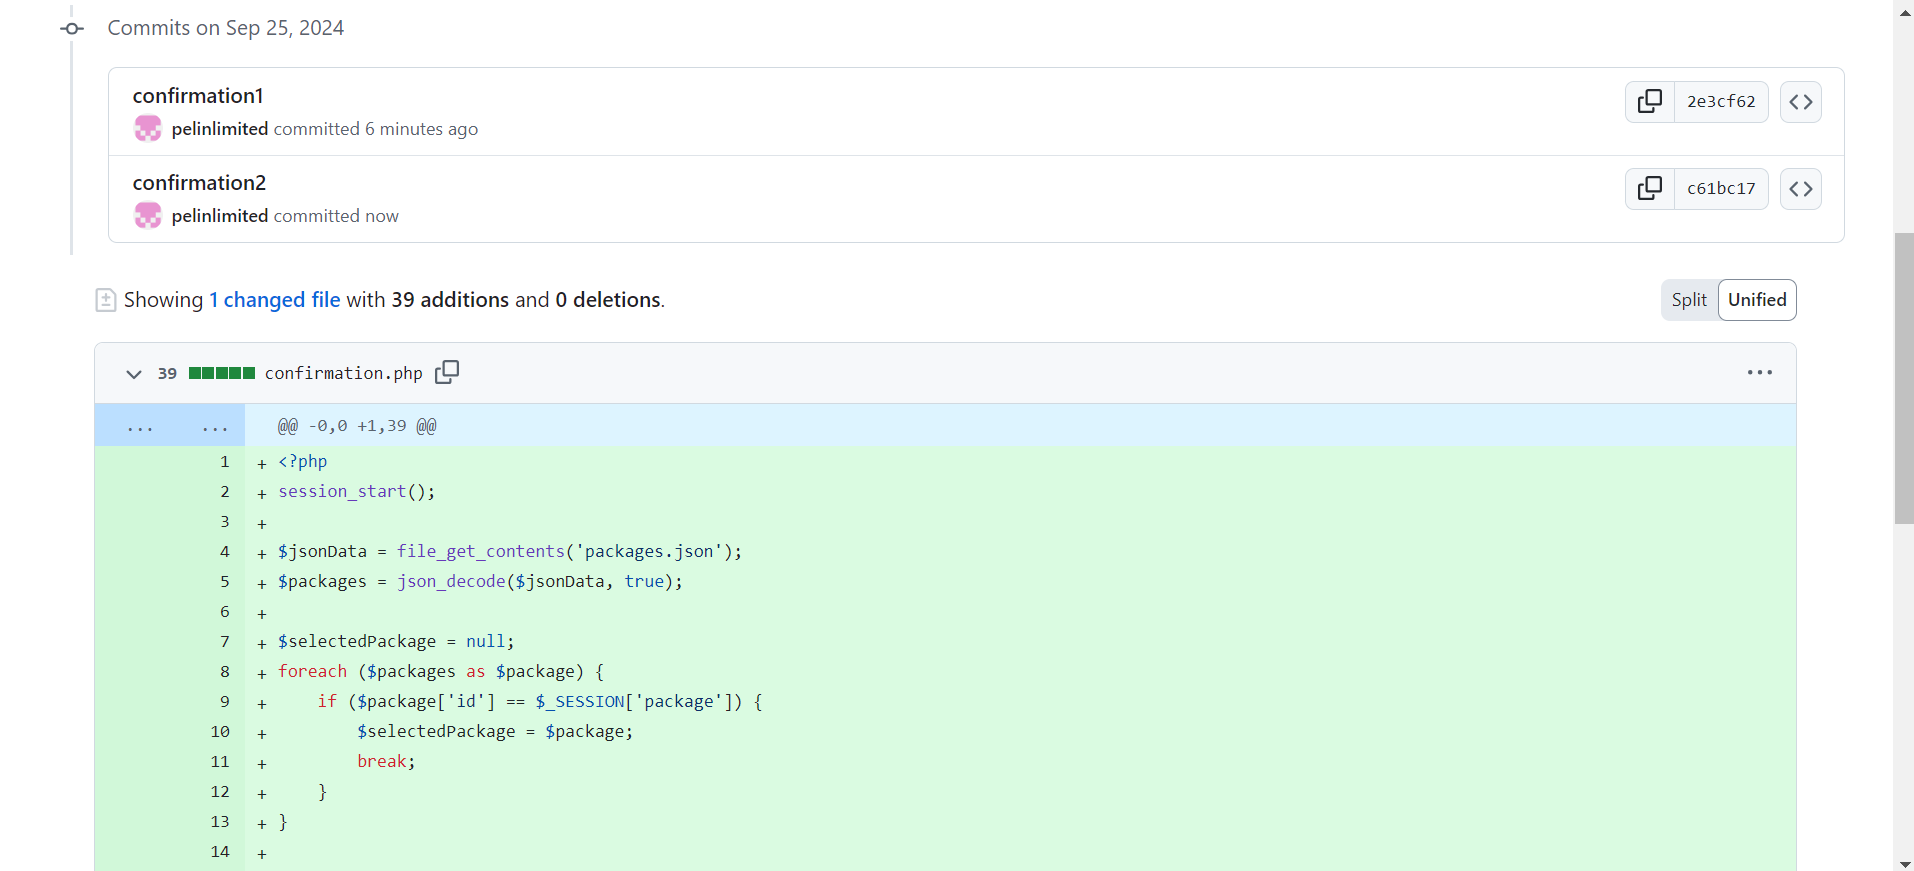 Commits on Sep 25, 2024
confirmation1
2e3cf62
pelinlimited committed 6 minutes ago
confirmation2
c61bc17
pelinlimited committed now
Showing 1 changed file with 39 additions and 0 deletions.
Split Unified
39 confirmation.php
... ... @@ -0,0 +1,39 @@
1 + <?php
2 + session_start();
3 +
4 + $jsonData = file_get_contents('packages.json');
5 + $packages = json_decode($jsonData, true);
6 +
7 + $selectedPackage = null;
8 + foreach ($packages as $package) {
9 +     if ($package['id'] == $_SESSION['package']) {
10 +         $selectedPackage = $package;
11 +         break;
12 +     }
13 + }
14 +